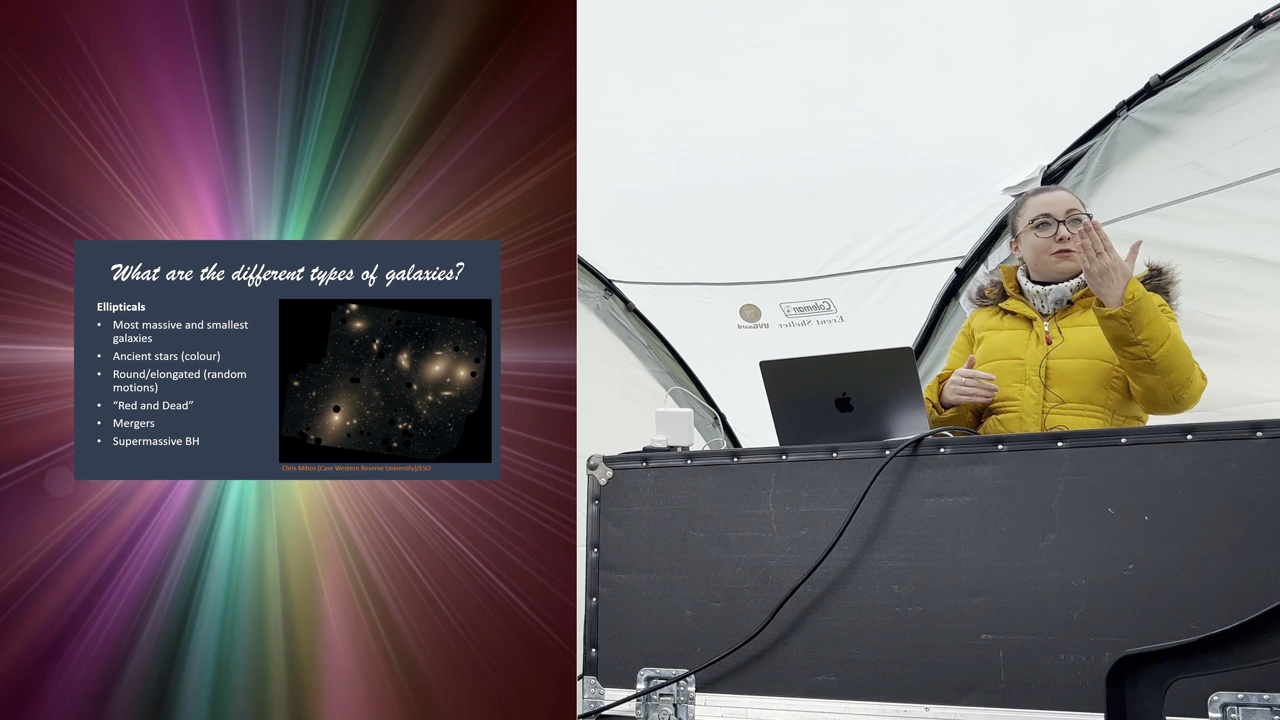 What are the different types of galaxies?
Ellipticals
• Most massive and smallest
galaxies
• Ancient stars (colour)
• Round/elongated (random
motions)
• “Red and Dead”
• Mergers
• Supermassive BH
Chris Mihos (Case Western Reserve University)/ESO
UVGuard
Coleman
Event Shelter